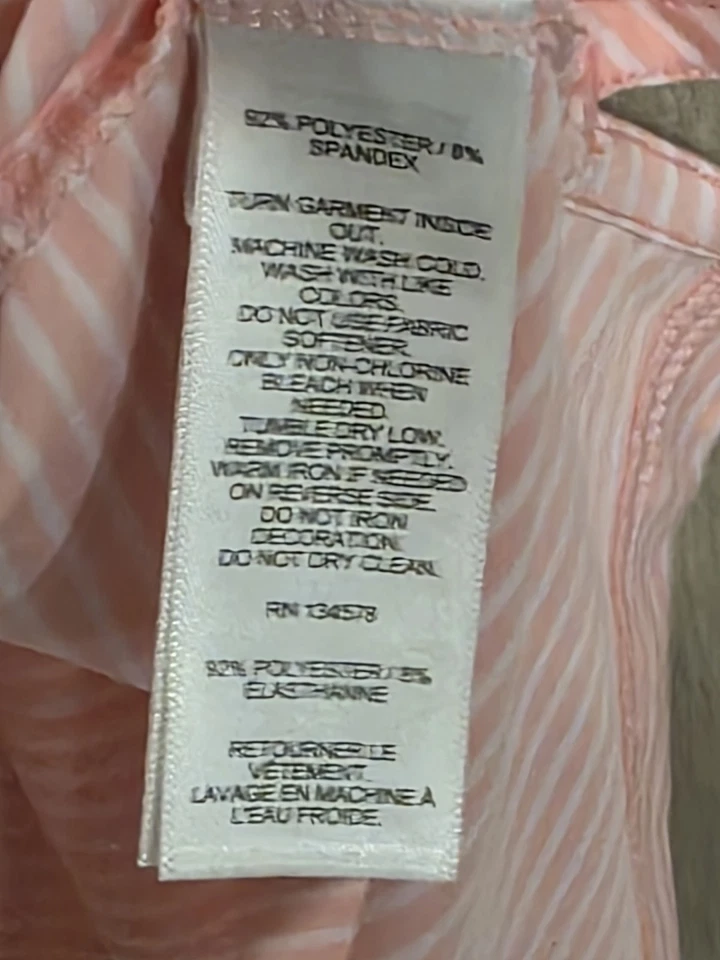 92% POLYESTER / 8%
SPANDEX
TURN GARMENT INSIDE
OUT.
MACHINE WASH COLD.
WASH WITH LIKE
COLORS.
DO NOT USE FABRIC
SOFTENER.
ONLY NON-CHLORINE
BLEACH WHEN
NEEDED.
TUMBLE DRY LOW.
REMOVE PROMPTLY.
WARM IRON IF NEEDED
ON REVERSE SIDE
DO NOT IRON
DECORATION.
DO NOT DRY CLEAN.
RN 134578
92% POLYESTER / 8%
ÉLASTHANNE
RETOURNER LE
VÊTEMENT.
LAVAGE EN MACHINE À
L'EAU FROIDE.